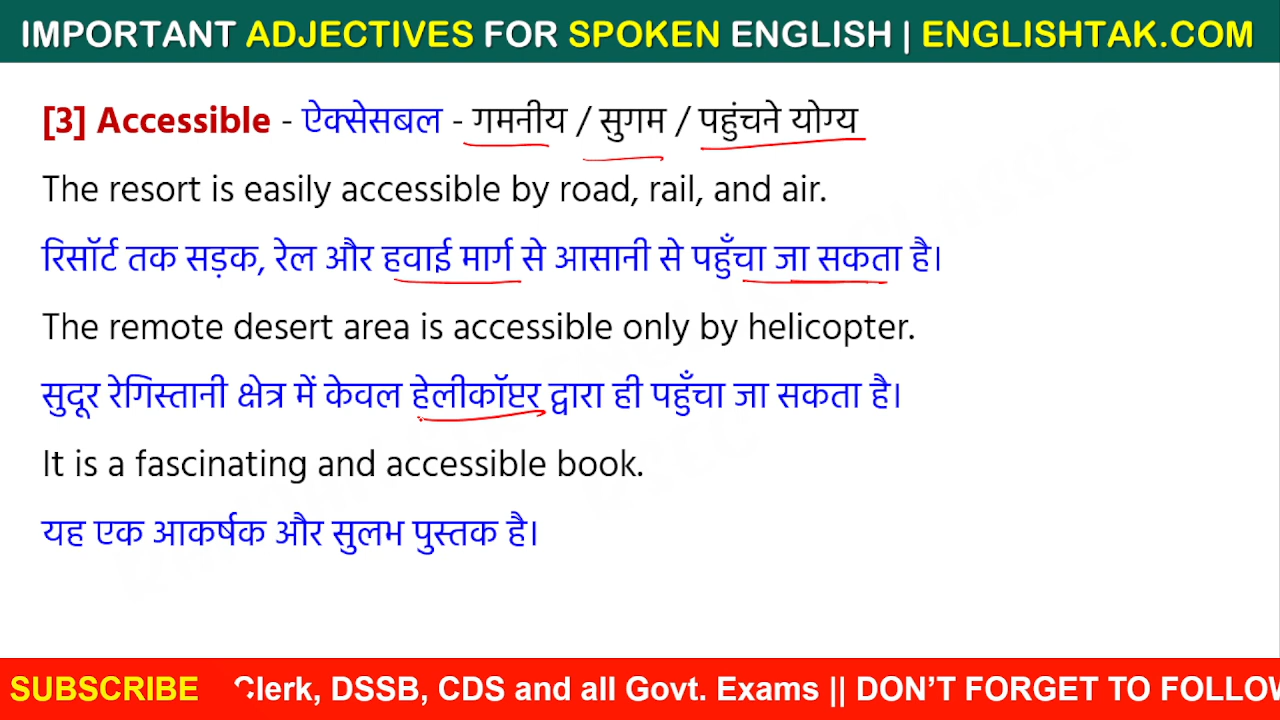 IMPORTANT ADJECTIVES FOR SPOKEN ENGLISH | ENGLISHTAK.COM
[3] Accessible - ऐक्सेसबल - गमनीय / सुगम / पहुंचने योग्य
The resort is easily accessible by road, rail, and air.
रिसॉर्ट तक सड़क, रेल और हवाई मार्ग से आसानी से पहुँचा जा सकता है।
The remote desert area is accessible only by helicopter.
सुदूर रेगिस्तानी क्षेत्र में केवल हेलीकॉप्टर द्वारा ही पहुँचा जा सकता है।
It is a fascinating and accessible book.
यह एक आकर्षक और सुलभ पुस्तक है।
SUBSCRIBE Clerk, DSSB, CDS and all Govt. Exams || DON'T FORGET TO FOLLOW